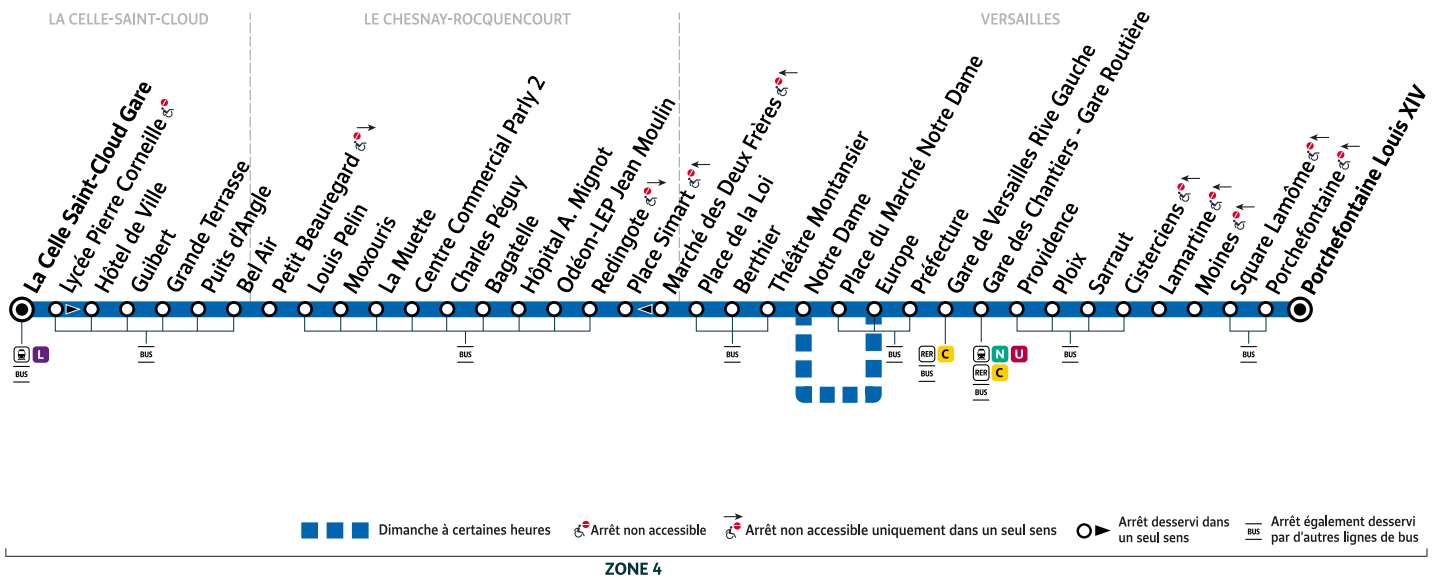 LA CELLE-SAINT-CLOUD
LE CHESNAY-ROCQUENCOURT
VERSAILLES
La Celle Saint-Cloud Gare
Lycée Pierre Corneille
Hôtel de Ville
Guibert
Grande Terrasse
Puits d'Angle
Bel Air
Petit Beauregard
Louis Pelin
Moxouris
La Muette
Centre Commercial Parly 2
Charles Péguy
Bagatelle
Hôpital A. Mignot
Odéon-LEP Jean Moulin
Redingote
Place Simart
Marché des Deux Frères
Place de la Loi
Berthier
Théâtre Montansier
Notre Dame
Place du Marché Notre Dame
Europe
Préfecture
Gare de Versailles Rive Gauche
Gare des Chantiers - Gare Routière
Providence
Ploix
Sarraut
Cisterciens
Lamartine
Moines
Square Lamôme
Porchefontaine
Porchefontaine Louis XIV
L
BUS
BUS
BUS
BUS
BUS
RER C
BUS
N U
RER C
BUS
BUS
BUS
Dimanche à certaines heures
Arrêt non accessible
Arrêt non accessible uniquement dans un seul sens
Arrêt desservi dans
un seul sens
BUS
Arrêt également desservi
par d'autres lignes de bus
ZONE 4